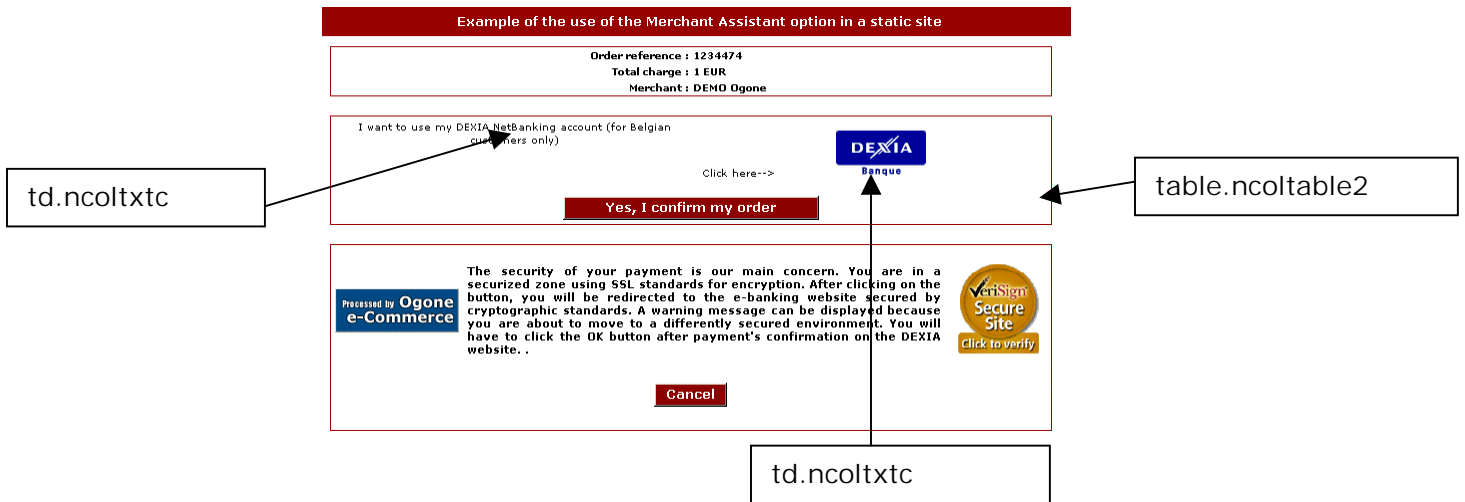 Example of the use of the Merchant Assistant option in a static site
Order reference : 1234474
Total charge : 1 EUR
Merchant : DEMO Ogone
I want to use my DEXIA NetBanking account (for Belgian
customers only)
DEXIA
Banque
Click here-->
td.ncoltxtc
table.ncoltable2
Yes, I confirm my order
Processed by Ogone
e-Commerce
The security of your payment is our main concern. You are in a
securized zone using SSL standards for encryption. After clicking on the
button, you will be redirected to the e-banking website secured by
cryptographic standards. A warning message can be displayed because
you are about to move to a differently secured environment. You will
have to click the OK button after payment's confirmation on the DEXIA
website. .
VeriSign
Secure
Site
Click to verify
Cancel
td.ncoltxtc